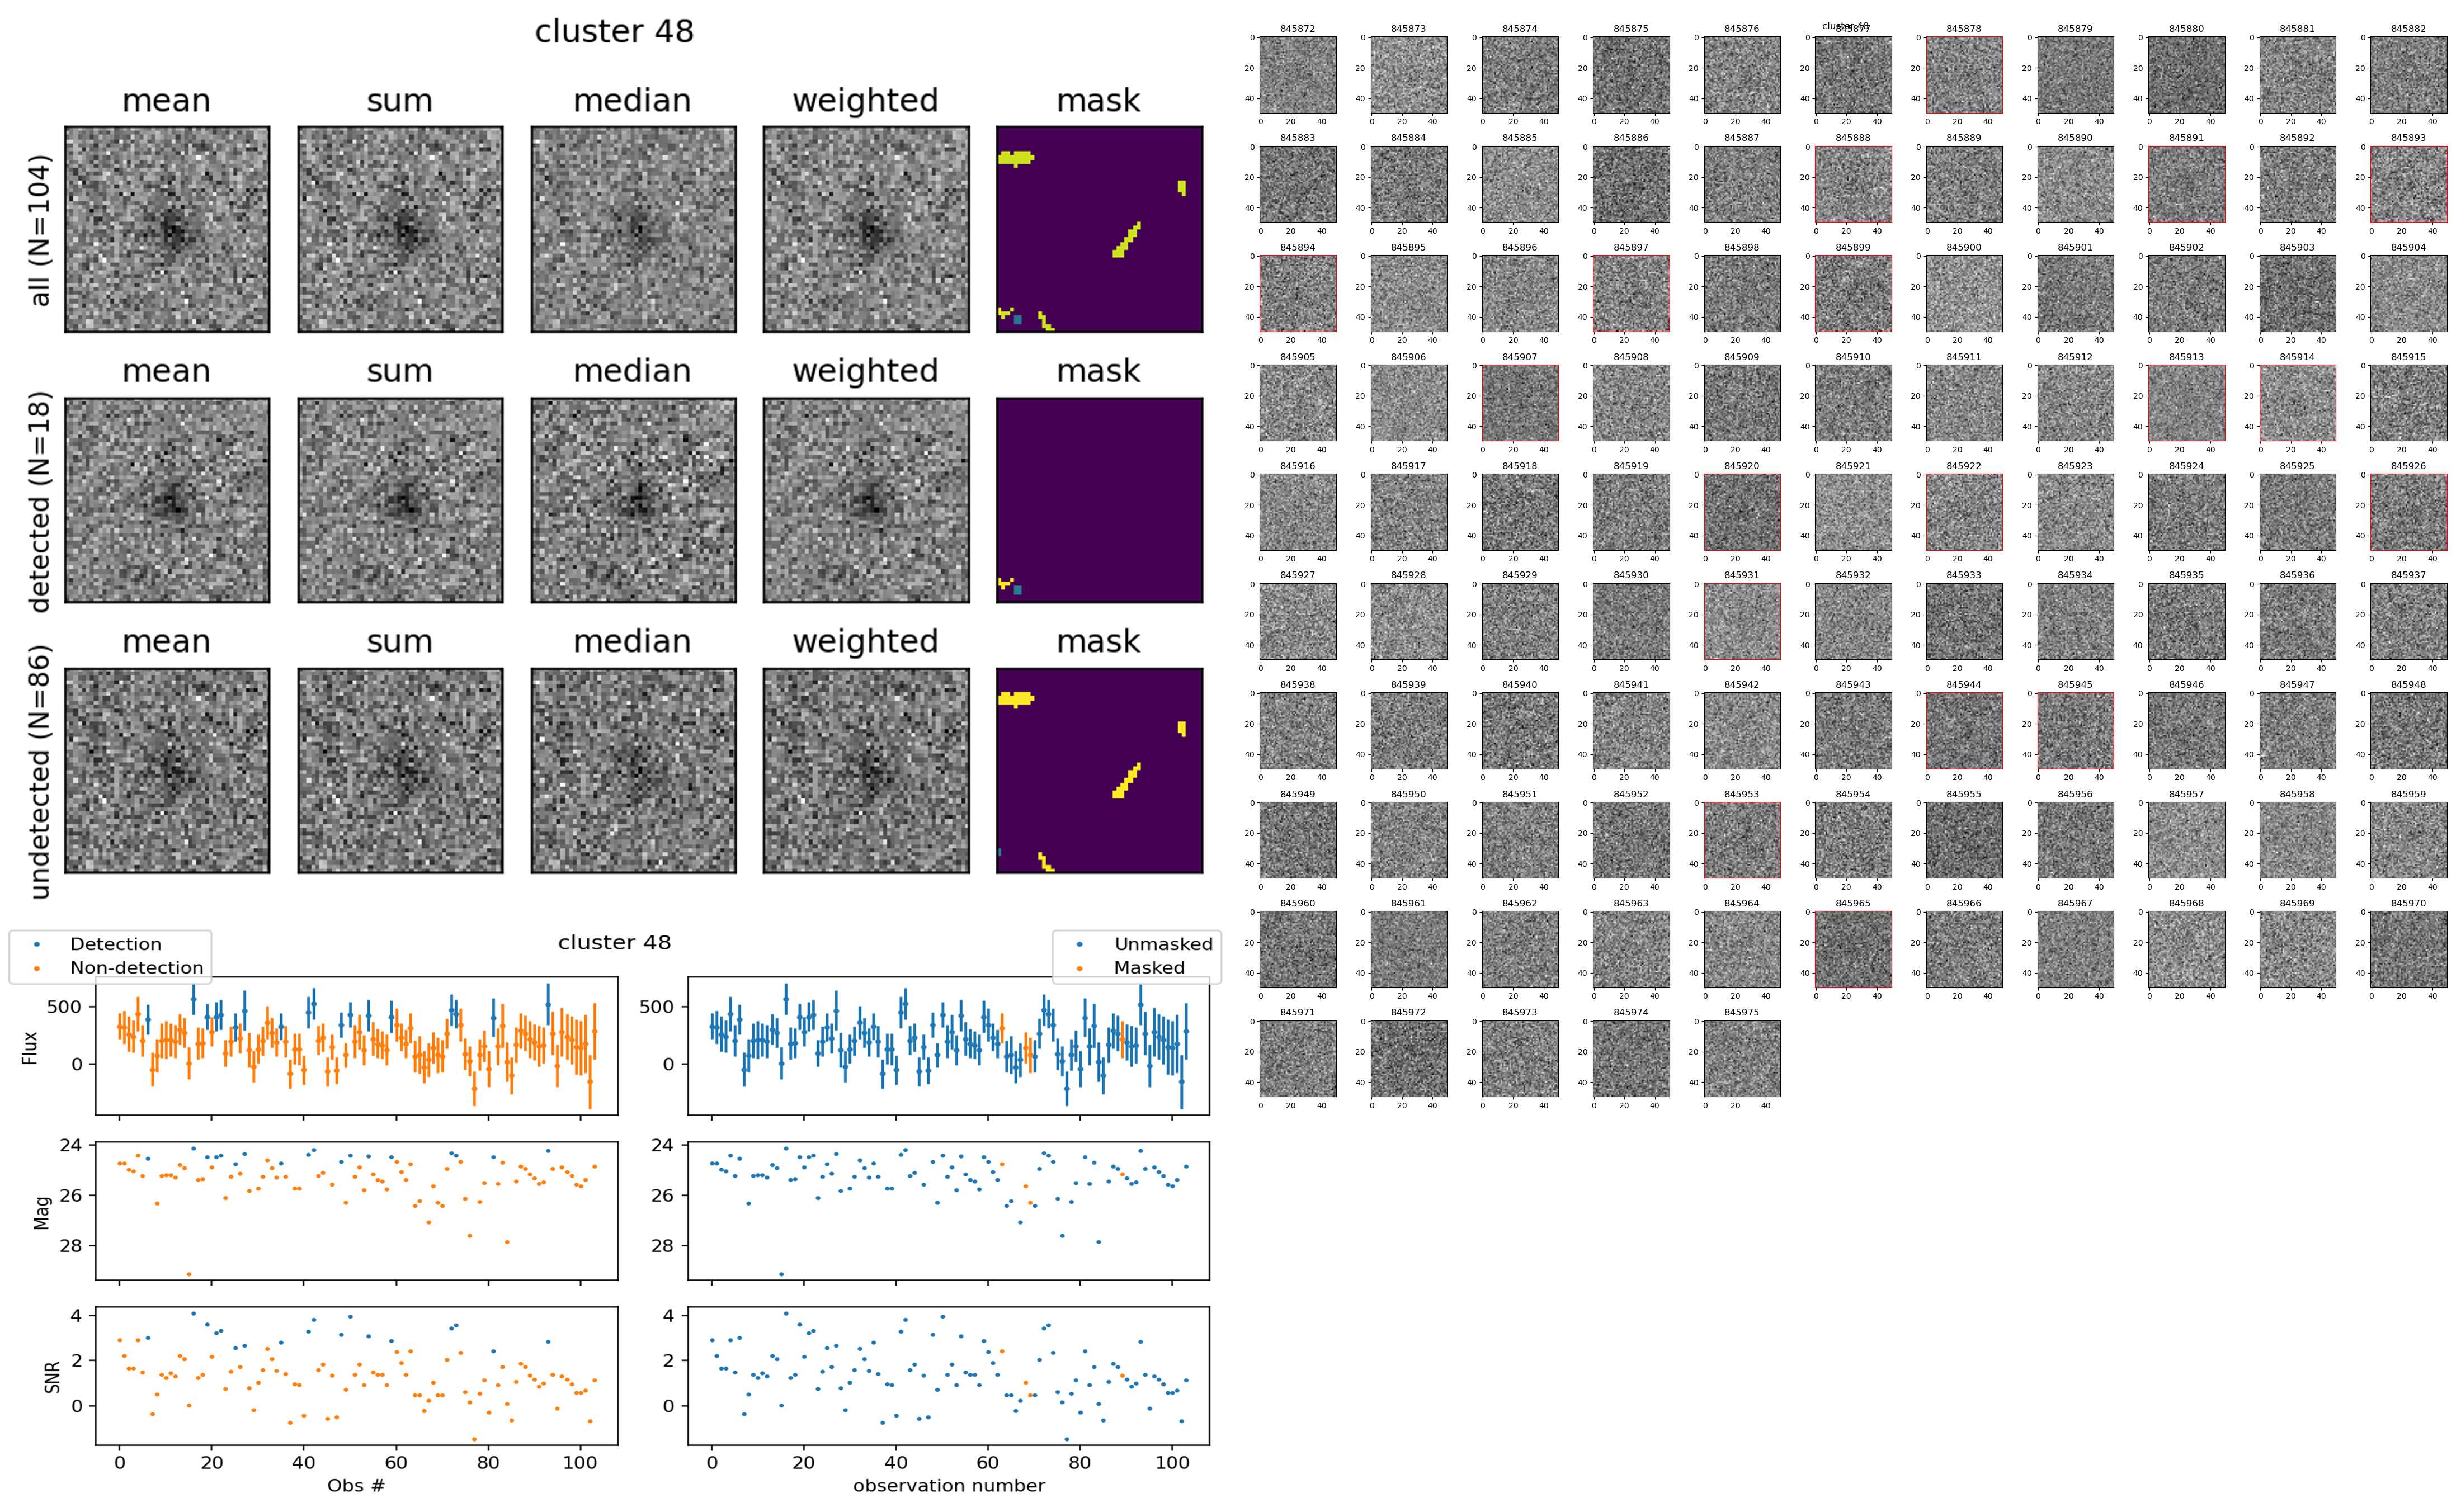 cluster 48
mean sum median weighted mask
all (N=104)
mean sum median weighted mask
detected (N=18)
mean sum median weighted mask
undetected (N=86)
cluster 48
Detection
Non-detection
Unmasked
Masked
Flux
500
0
500
0
Mag
24
26
28
24
26
28
SNR
4
2
0
4
2
0
0 20 40 60 80 100
Obs #
0 20 40 60 80 100
observation number
cluster 48
845872 845873 845874 845875 845876 845877 845878 845879 845880 845881 845882
845883 845884 845885 845886 845887 845888 845889 845890 845891 845892 845893
845894 845895 845896 845897 845898 845899 845900 845901 845902 845903 845904
845905 845906 845907 845908 845909 845910 845911 845912 845913 845914 845915
845916 845917 845918 845919 845920 845921 845922 845923 845924 845925 845926
845927 845928 845929 845930 845931 845932 845933 845934 845935 845936 845937
845938 845939 845940 845941 845942 845943 845944 845945 845946 845947 845948
845949 845950 845951 845952 845953 845954 845955 845956 845957 845958 845959
845960 845961 845962 845963 845964 845965 845966 845967 845968 845969 845970
845971 845972 845973 845974 845975